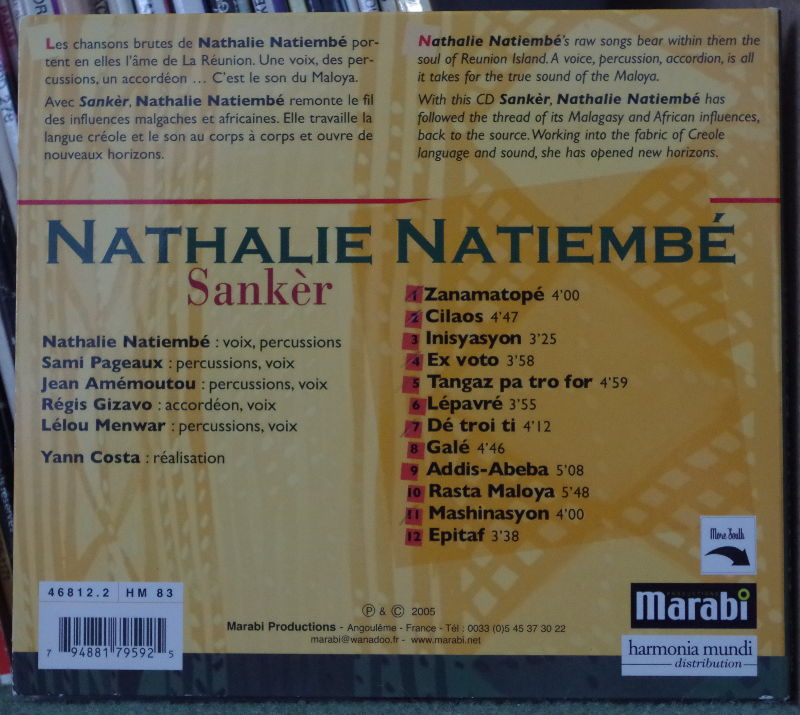 Les chansons brutes de Nathalie Natiembé por-
tent en elles l'âme de La Réunion. Une voix, des per-
cussions, un accordéon ... C'est le son du Maloya.
Avec Sankèr, Nathalie Natiembé remonte le fil
des influences malgaches et africaines. Elle travaille la
langue créole et le son au corps à corps et ouvre de
nouveaux horizons.
Nathalie Natiembé's raw songs bear within them the
soul of Reunion Island. A voice, percussion, accordion, is all
it takes for the true sound of the Maloya.
With this CD Sankèr, Nathalie Natiembé has
followed the thread of its Malagasy and African influences,
back to the source. Working into the fabric of Creole
language and sound, she has opened new horizons.
NATHALIE NATIEMBÉ
Sankèr
Nathalie Natiembé : voix, percussions
Sami Pageaux : percussions, voix
Jean Amémoutou : percussions, voix
Régis Gizavo : accordéon, voix
Lélou Menwar : percussions, voix
Yann Costa : réalisation
1 Zanamatopé 4'00
2 Cilaos 4'47
3 Inisyasyon 3'25
4 Ex voto 3'58
5 Tangaz pa tro for 4'59
6 Lépavré 3'55
7 Dé troi ti 4'12
8 Galé 4'46
9 Addis-Abeba 5'08
10 Rasta Maloya 5'48
11 Mashinasyon 4'00
12 Epitaf 3'38
46812.2 HM 83
7 94881 79592 5
Ⓟ & © 2005
Marabi Productions - Angoulême - France - Tél : 0033 (0)5 45 37 30 22
marabi@wanadoo.fr - www.marabi.net
More South
PRODUCTIONS
Marabi
harmonia mundi
distribution